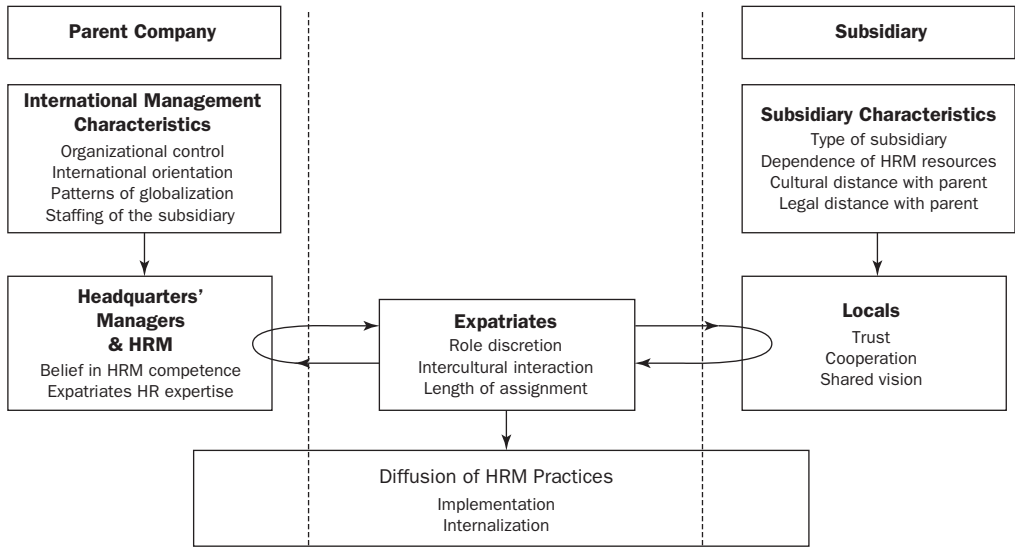 Parent Company
Subsidiary
International Management
Characteristics
Organizational control
International orientation
Patterns of globalization
Staffing of the subsidiary
Subsidiary Characteristics
Type of subsidiary
Dependence of HRM resources
Cultural distance with parent
Legal distance with parent
Headquarters’
Managers
& HRM
Belief in HRM competence
Expatriates HR expertise
Expatriates
Role discretion
Intercultural interaction
Length of assignment
Locals
Trust
Cooperation
Shared vision
Diffusion of HRM Practices
Implementation
Internalization